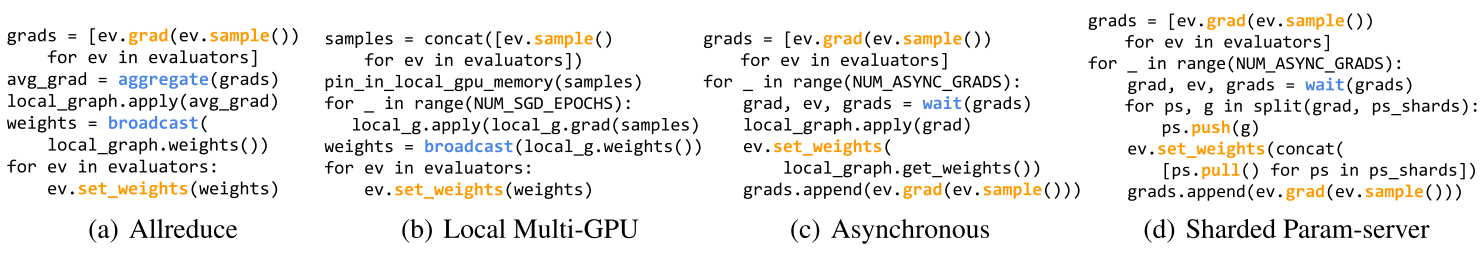 grads = [ev.grad(ev.sample())
    for ev in evaluators]
avg_grad = aggregate(grads)
local_graph.apply(avg_grad)
weights = broadcast(
    local_graph.weights())
for ev in evaluators:
    ev.set_weights(weights)
(a) Allreduce
samples = concat([ev.sample()
    for ev in evaluators])
pin_in_local_gpu_memory(samples)
for _ in range(NUM_SGD_EPOCHS):
  local_g.apply(local_g.grad(samples)
weights = broadcast(local_g.weights())
for ev in evaluators:
    ev.set_weights(weights)
(b) Local Multi-GPU
grads = [ev.grad(ev.sample())
    for ev in evaluators]
for _ in range(NUM_ASYNC_GRADS):
    grad, ev, grads = wait(grads)
    local_graph.apply(grad)
    ev.set_weights(
        local_graph.get_weights())
    grads.append(ev.grad(ev.sample()))
(c) Asynchronous
grads = [ev.grad(ev.sample())
    for ev in evaluators]
for _ in range(NUM_ASYNC_GRADS):
    grad, ev, grads = wait(grads)
    for ps, g in split(grad, ps_shards):
        ps.push(g)
    ev.set_weights(concat(
        [ps.pull() for ps in ps_shards])
    grads.append(ev.grad(ev.sample()))
(d) Sharded Param-server